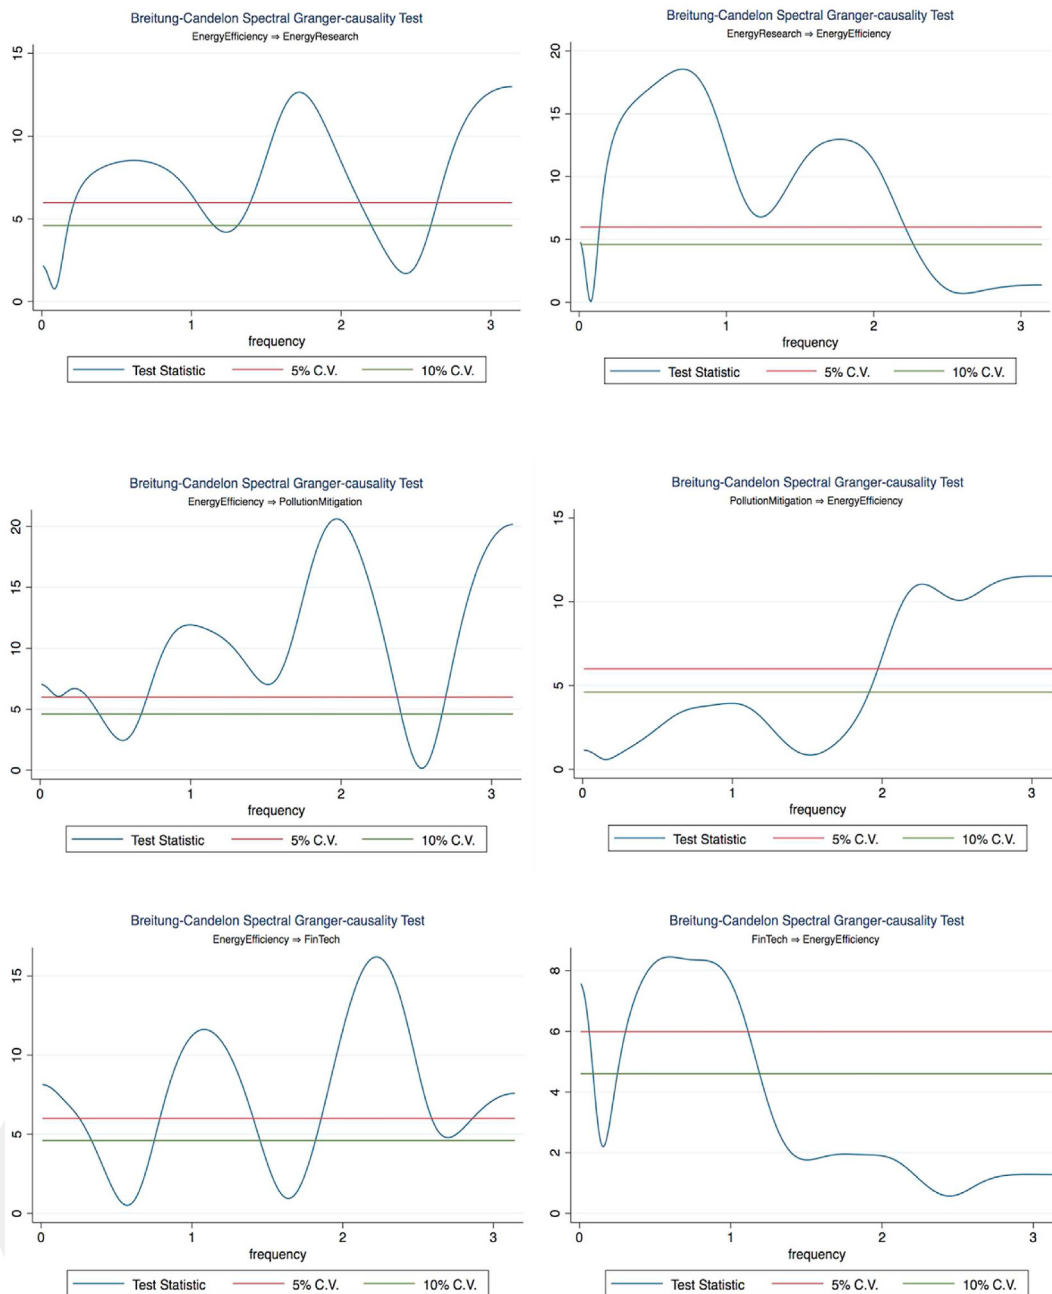 Breitung-Candelon Spectral Granger-causality Test
EnergyEfficiency ⇒ EnergyResearch
15
10
5
0
0 1 2 3
frequency
Test Statistic 5% C.V. 10% C.V.
Breitung-Candelon Spectral Granger-causality Test
EnergyResearch ⇒ EnergyEfficiency
20
15
10
5
0
0 1 2 3
frequency
Test Statistic 5% C.V. 10% C.V.
Breitung-Candelon Spectral Granger-causality Test
EnergyEfficiency ⇒ PollutionMitigation
20
15
10
5
0
0 1 2 3
frequency
Test Statistic 5% C.V. 10% C.V.
Breitung-Candelon Spectral Granger-causality Test
PollutionMitigation ⇒ EnergyEfficiency
15
10
5
0
0 1 2 3
frequency
Test Statistic 5% C.V. 10% C.V.
Breitung-Candelon Spectral Granger-causality Test
EnergyEfficiency ⇒ FinTech
15
10
5
0
0 1 2 3
frequency
Test Statistic 5% C.V. 10% C.V.
Breitung-Candelon Spectral Granger-causality Test
FinTech ⇒ EnergyEfficiency
8
6
4
2
0
0 1 2 3
frequency
Test Statistic 5% C.V. 10% C.V.